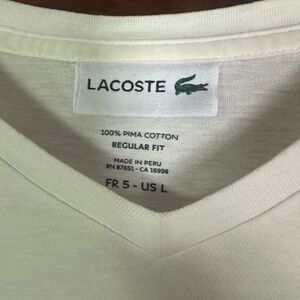 LACOSTE
100% PIMA COTTON
REGULAR FIT
MADE IN PERU
RN 87651 - CA 16998
FR 5 - US L